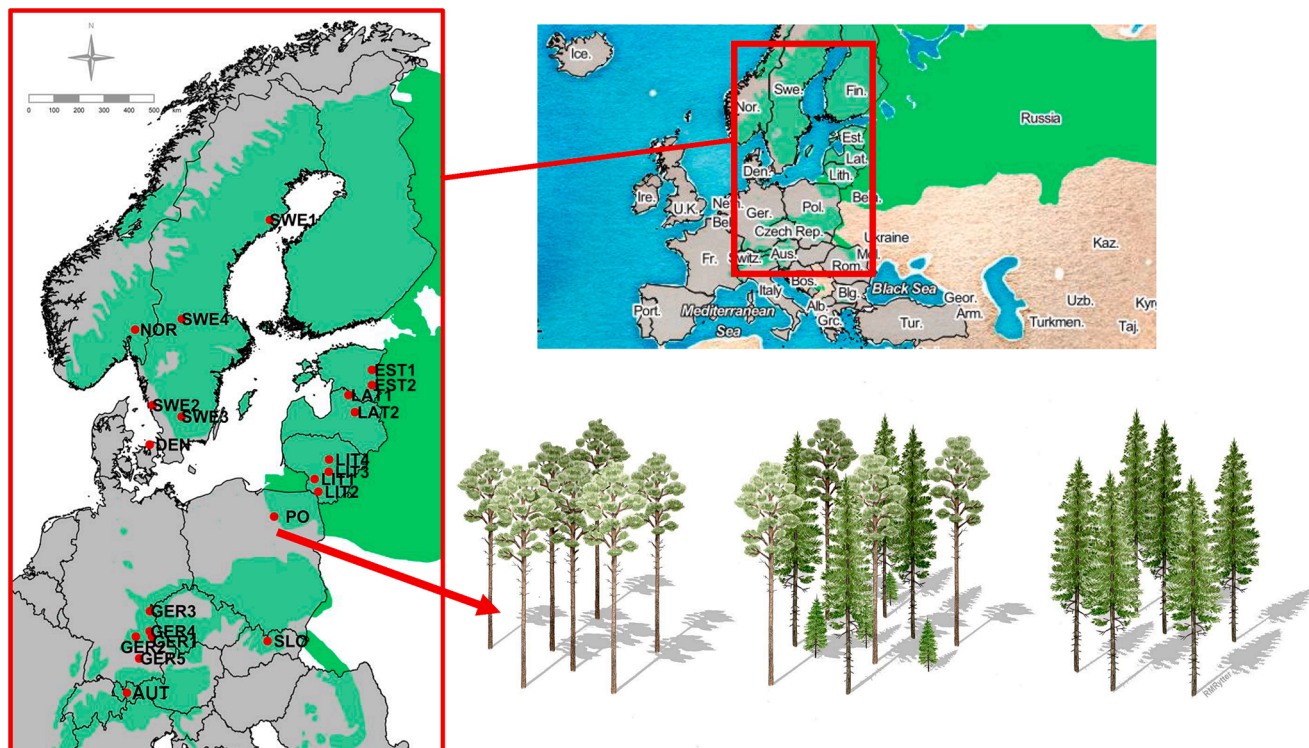 0 100 200 300 400 500
km
SWE1
NOR
SWE4
EST1
EST2
LAT1
LAT2
SWE2
SWE3
DEN
LIT4
LIT3
LIT1
LIT2
PO
GER3
GER4
GER1
GER2
GER5
SLO
AUT
Ice.
Swe.
Fin.
Nor.
Russia
Est.
Lat.
Den.
Lith.
Ire.
U.K.
Neth.
Bel.
Ger.
Pol.
Czech Rep.
Ukraine
Kaz.
Fr.
Switz.
Aus.
Rom.
Bos.
Italy
Black Sea
Blg.
Geor.
Uzb.
Port.
Mediterranean
Sea
Alb.
Grc.
Tur.
Arm.
Turkmen.
Taj.
RMRytter